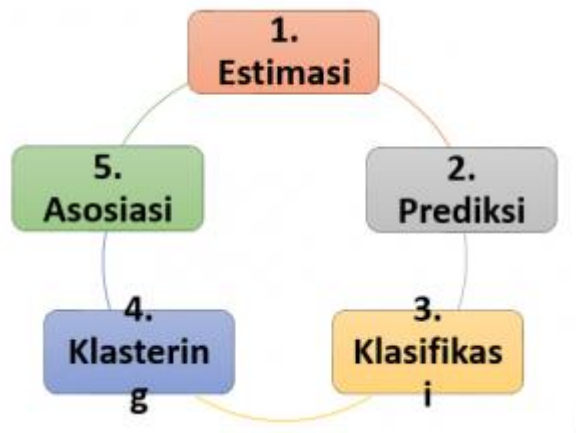 1.
Estimasi
2.
Prediksi
3.
Klasifikas
i
4.
Klasterin
g
5.
Asosiasi